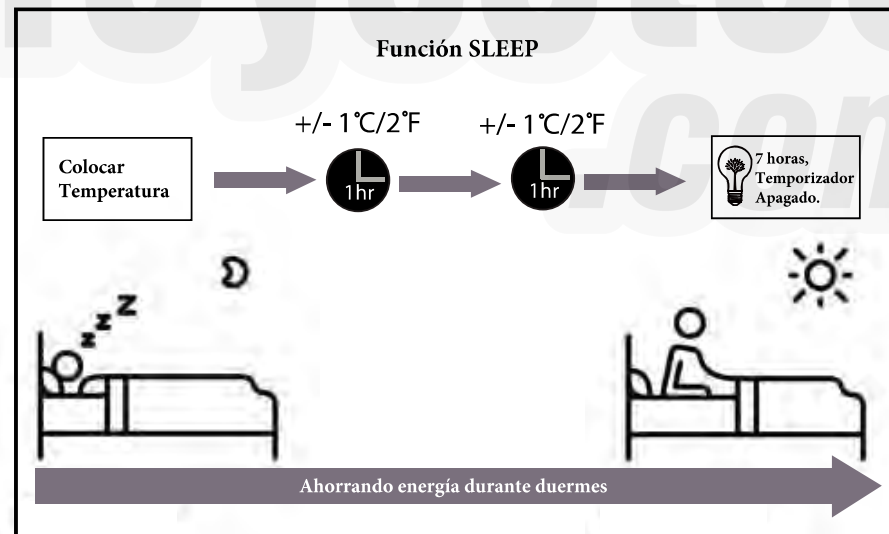 Función SLEEP
+/- 1°C/2°F
+/- 1°C/2°F
Colocar
Temperatura
1hr
1hr
7 horas,
Temporizador
Apagado.
z z Z
Ahorrando energía durante duermes